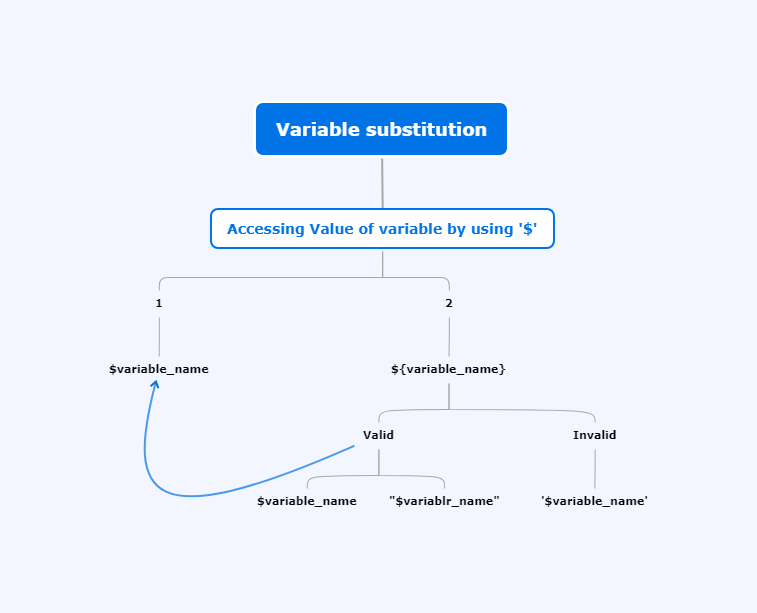 Variable substitution
Accessing Value of variable by using '$'
1
2
$variable_name
${variable_name}
Valid
Invalid
$variable_name
"$variablr_name"
'$variable_name'